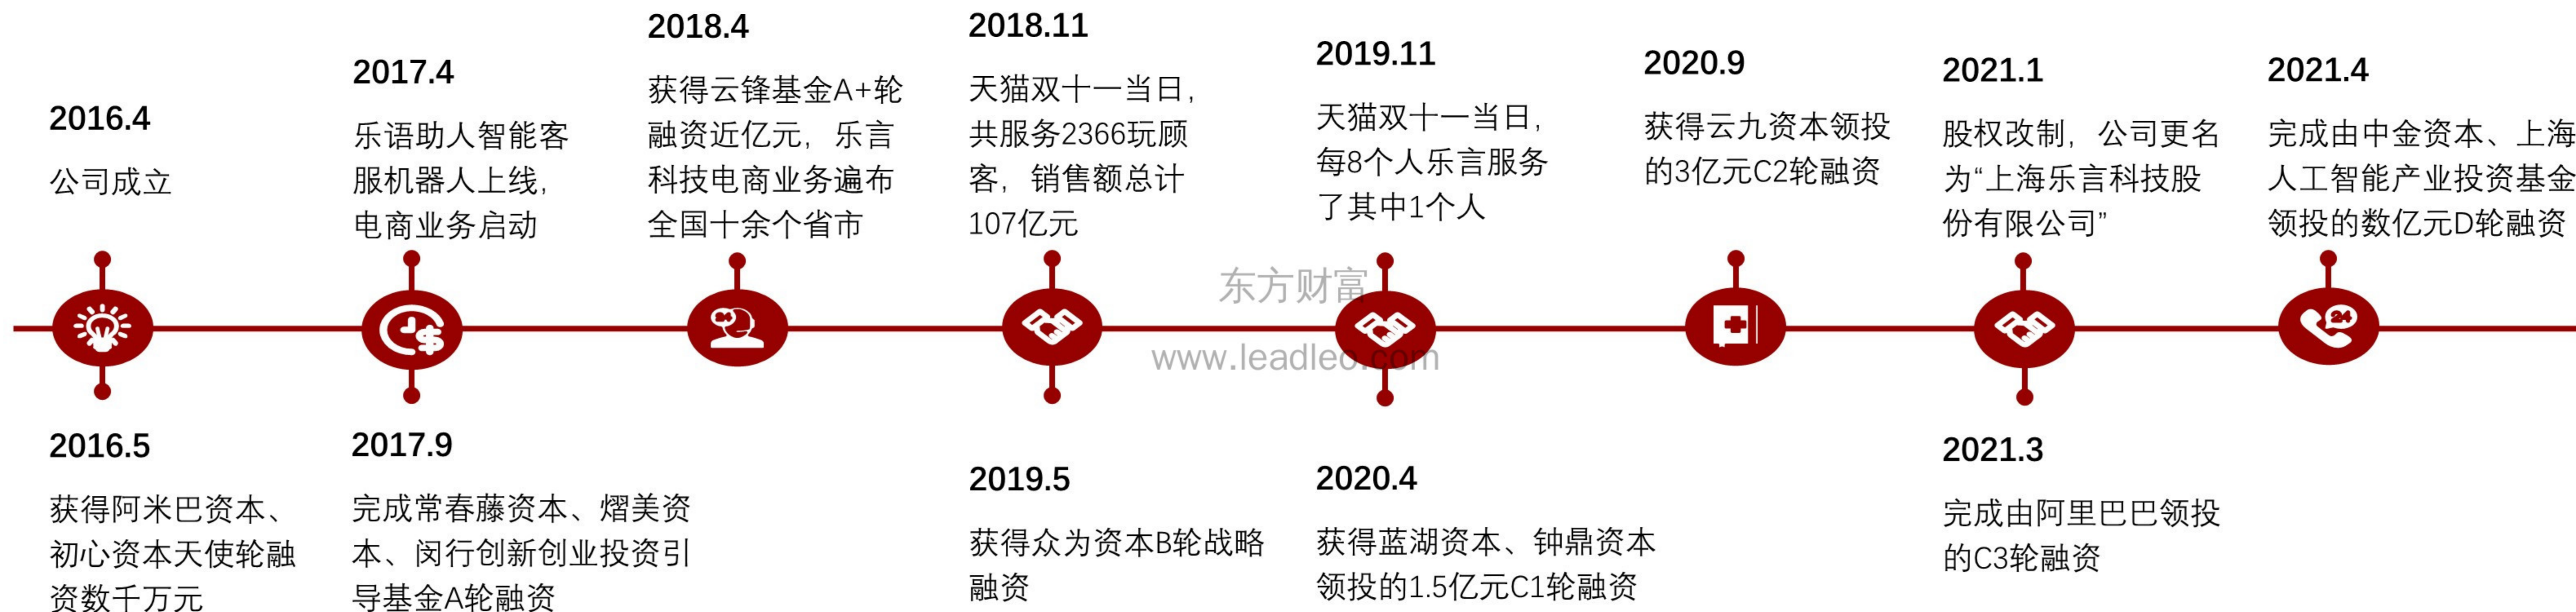 2016.4
公司成立
2017.4
乐语助人智能客
服机器人上线,
电商业务启动
2018.4
获得云锋基金A+轮
融资近亿元，乐言
科技电商业务遍布
全国十余个省市
2018.11
天猫双十一当日,
共服务2366玩顾
客，销售额总计
107亿元
2019.11
天猫双十一当日,
每8个人乐言服务
了其中1个人
2020.9
获得云九资本领投
的3亿元C2轮融资
2021.1
股权改制，公司更名
为“上海乐言科技股
份有限公司”
2021.4
完成由中金资本、上海
人工智能产业投资基金
领投的数亿元D轮融资
东方财富
www.leadleo.com
24
24
2016.5
获得阿米巴资本、
初心资本天使轮融
资数千万元
2017.9
完成常春藤资本、熠美资
本、闵行创新创业投资引
导基金A轮融资
2019.5
获得众为资本B轮战略
融资
2020.4
获得蓝湖资本、钟鼎资本
领投的1.5亿元C1轮融资
2021.3
完成由阿里巴巴领投
的C3轮融资